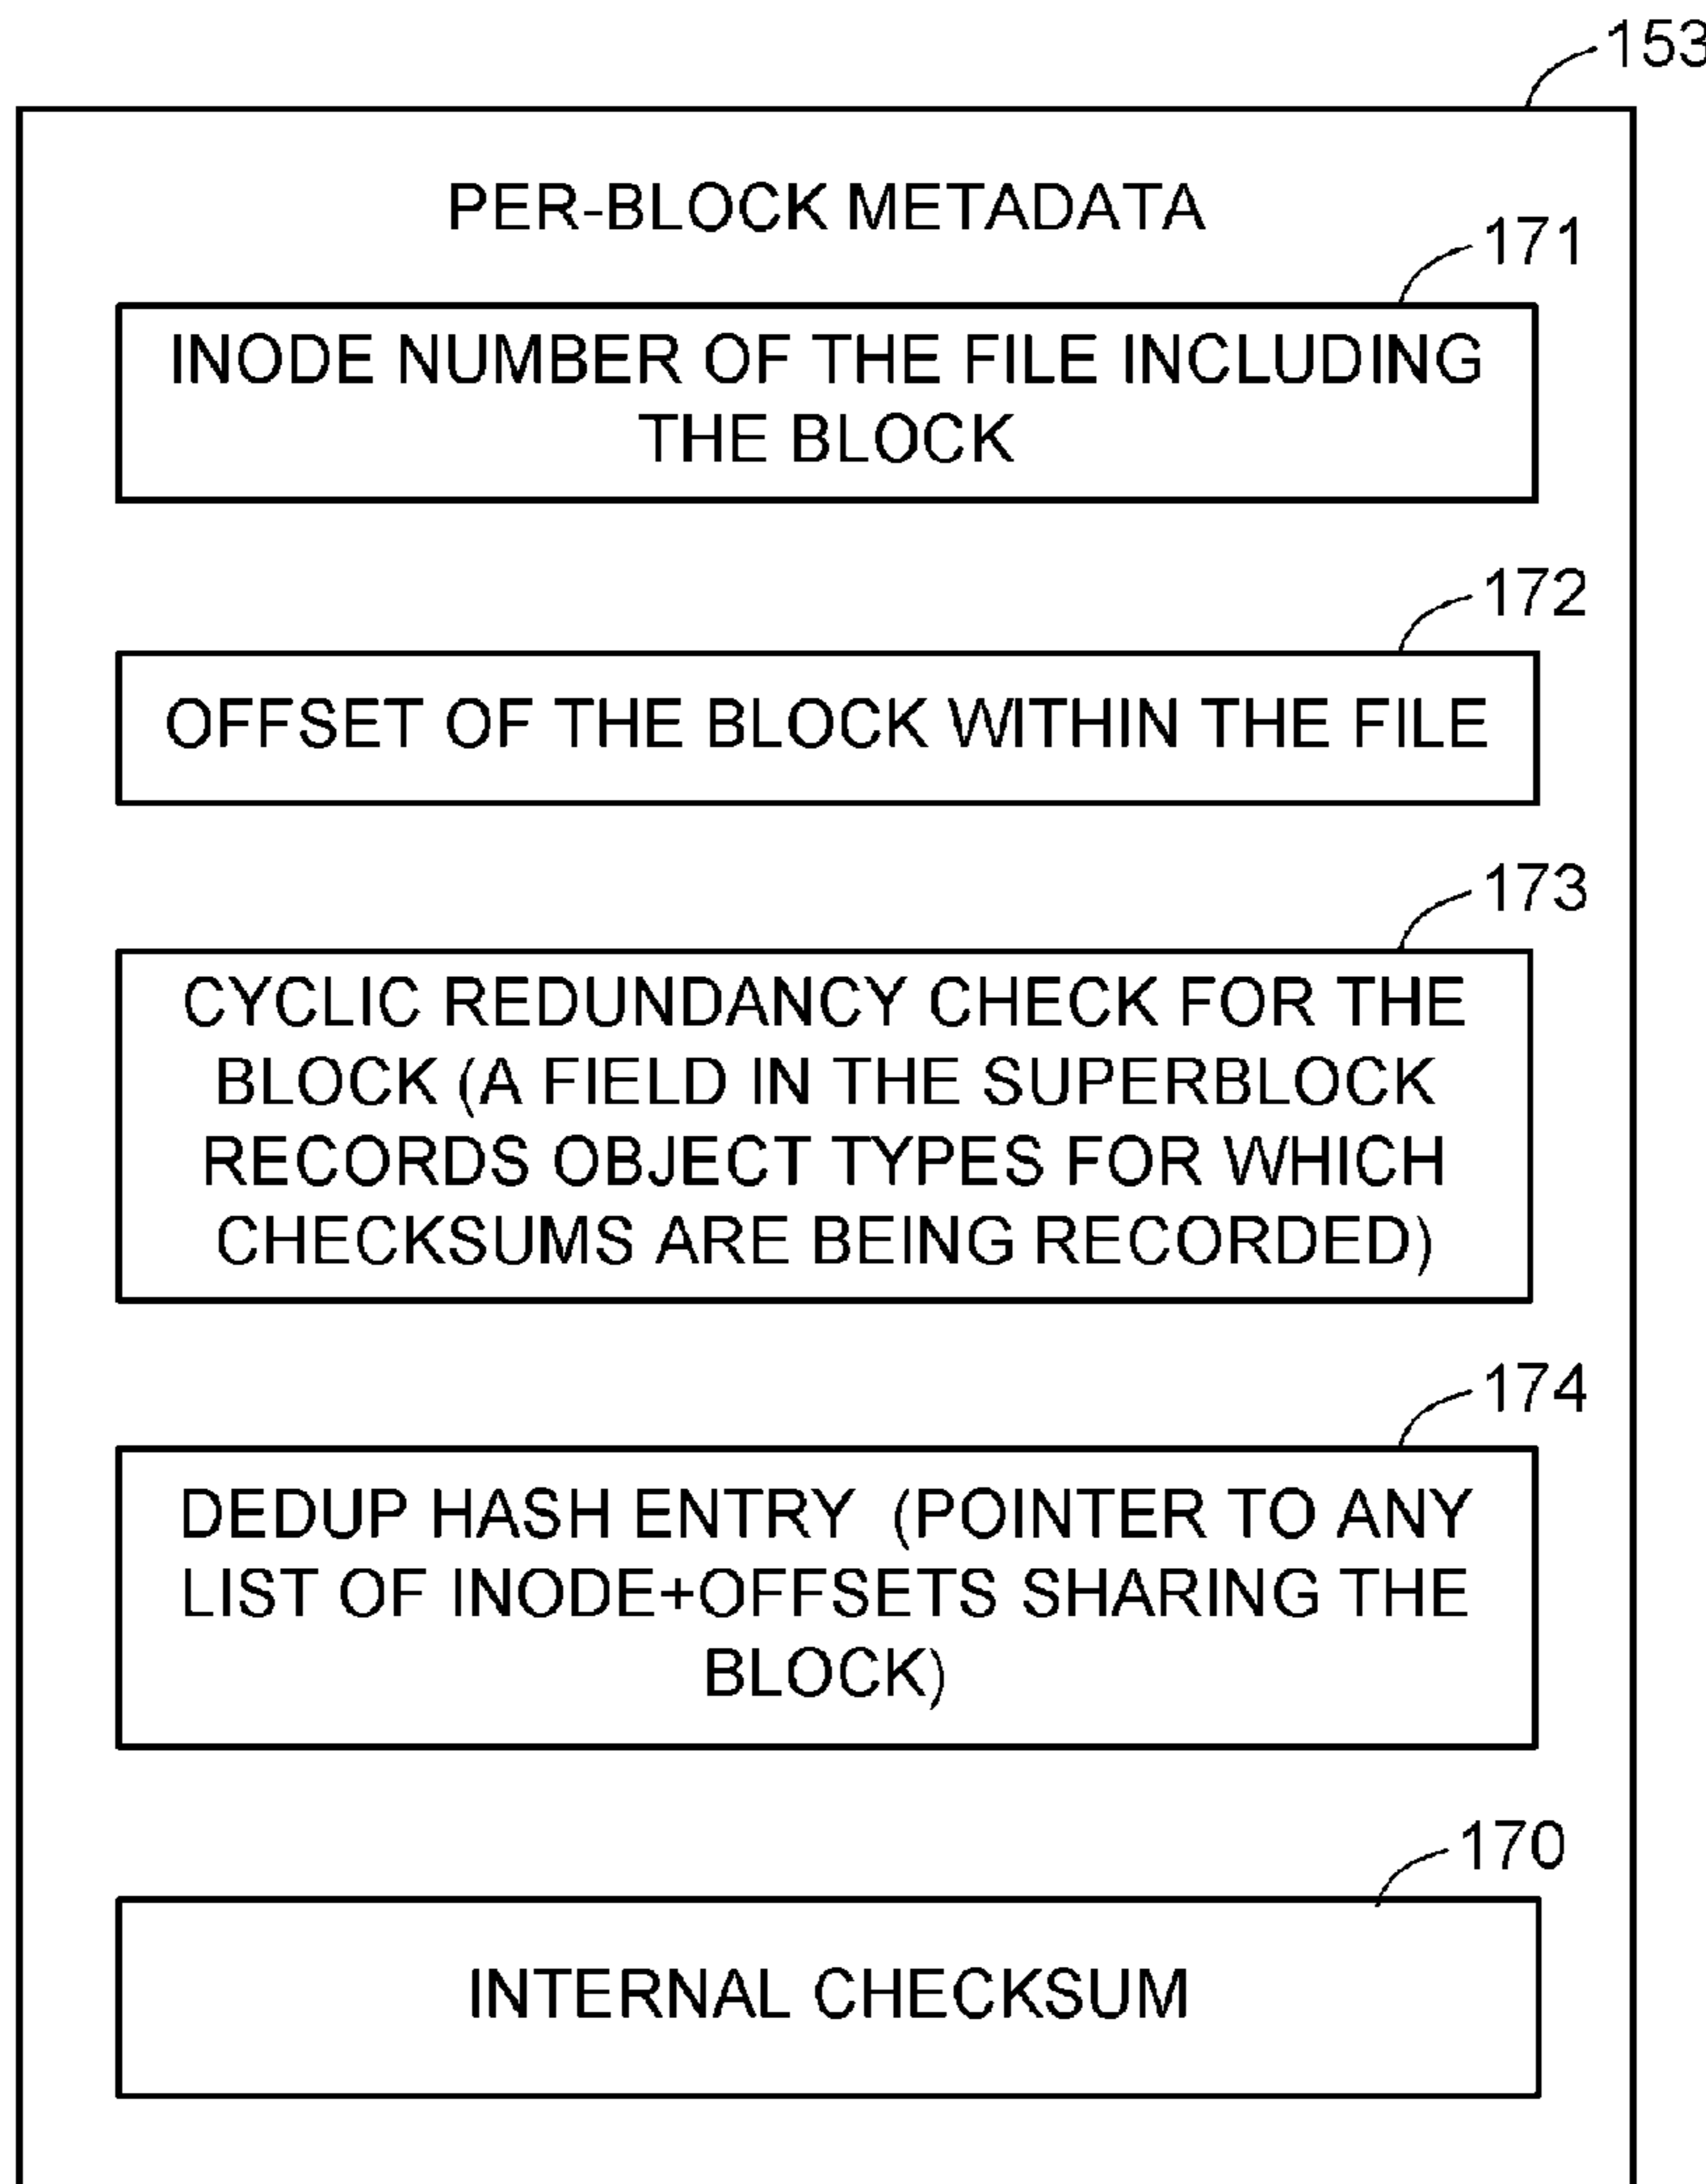 153
PER-BLOCK METADATA
171
INODE NUMBER OF THE FILE INCLUDING
THE BLOCK
172
OFFSET OF THE BLOCK WITHIN THE FILE
173
CYCLIC REDUNDANCY CHECK FOR THE
BLOCK (A FIELD IN THE SUPERBLOCK
RECORDS OBJECT TYPES FOR WHICH
CHECKSUMS ARE BEING RECORDED)
174
DEDUP HASH ENTRY (POINTER TO ANY
LIST OF INODE+OFFSETS SHARING THE
BLOCK)
170
INTERNAL CHECKSUM